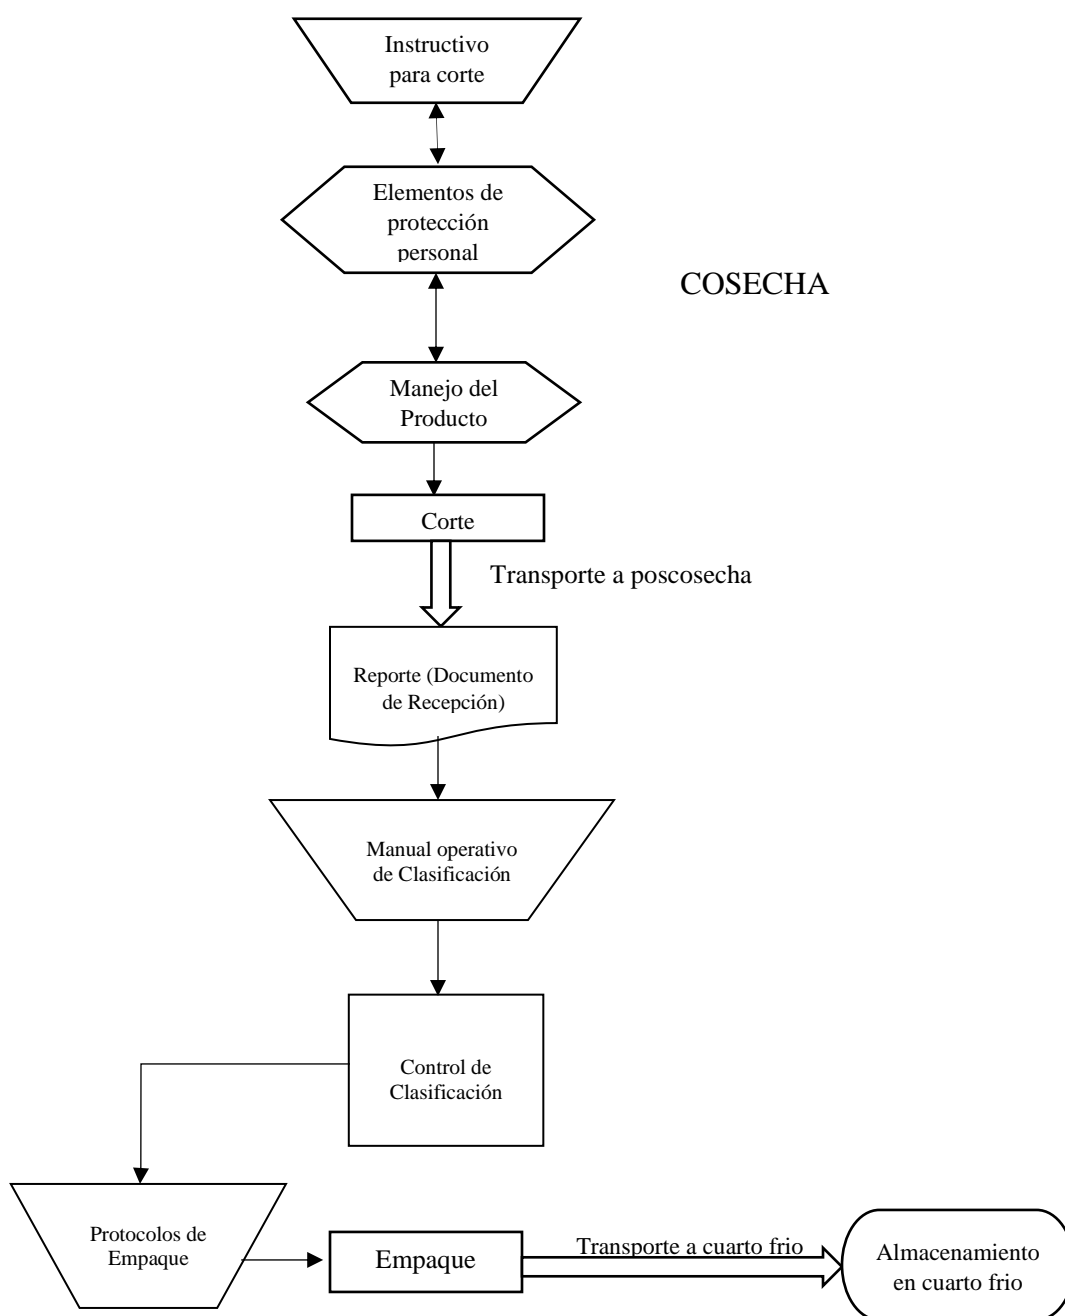 Instructivo
para corte
Elementos de
protección
personal
COSECHA
Manejo del
Producto
Corte
Transporte a poscosecha
Reporte (Documento
de Recepción)
Manual operativo
de Clasificación
Control de
Clasificación
Protocolos de
Empaque
Empaque
Transporte a cuarto frio
Almacenamiento
en cuarto frio